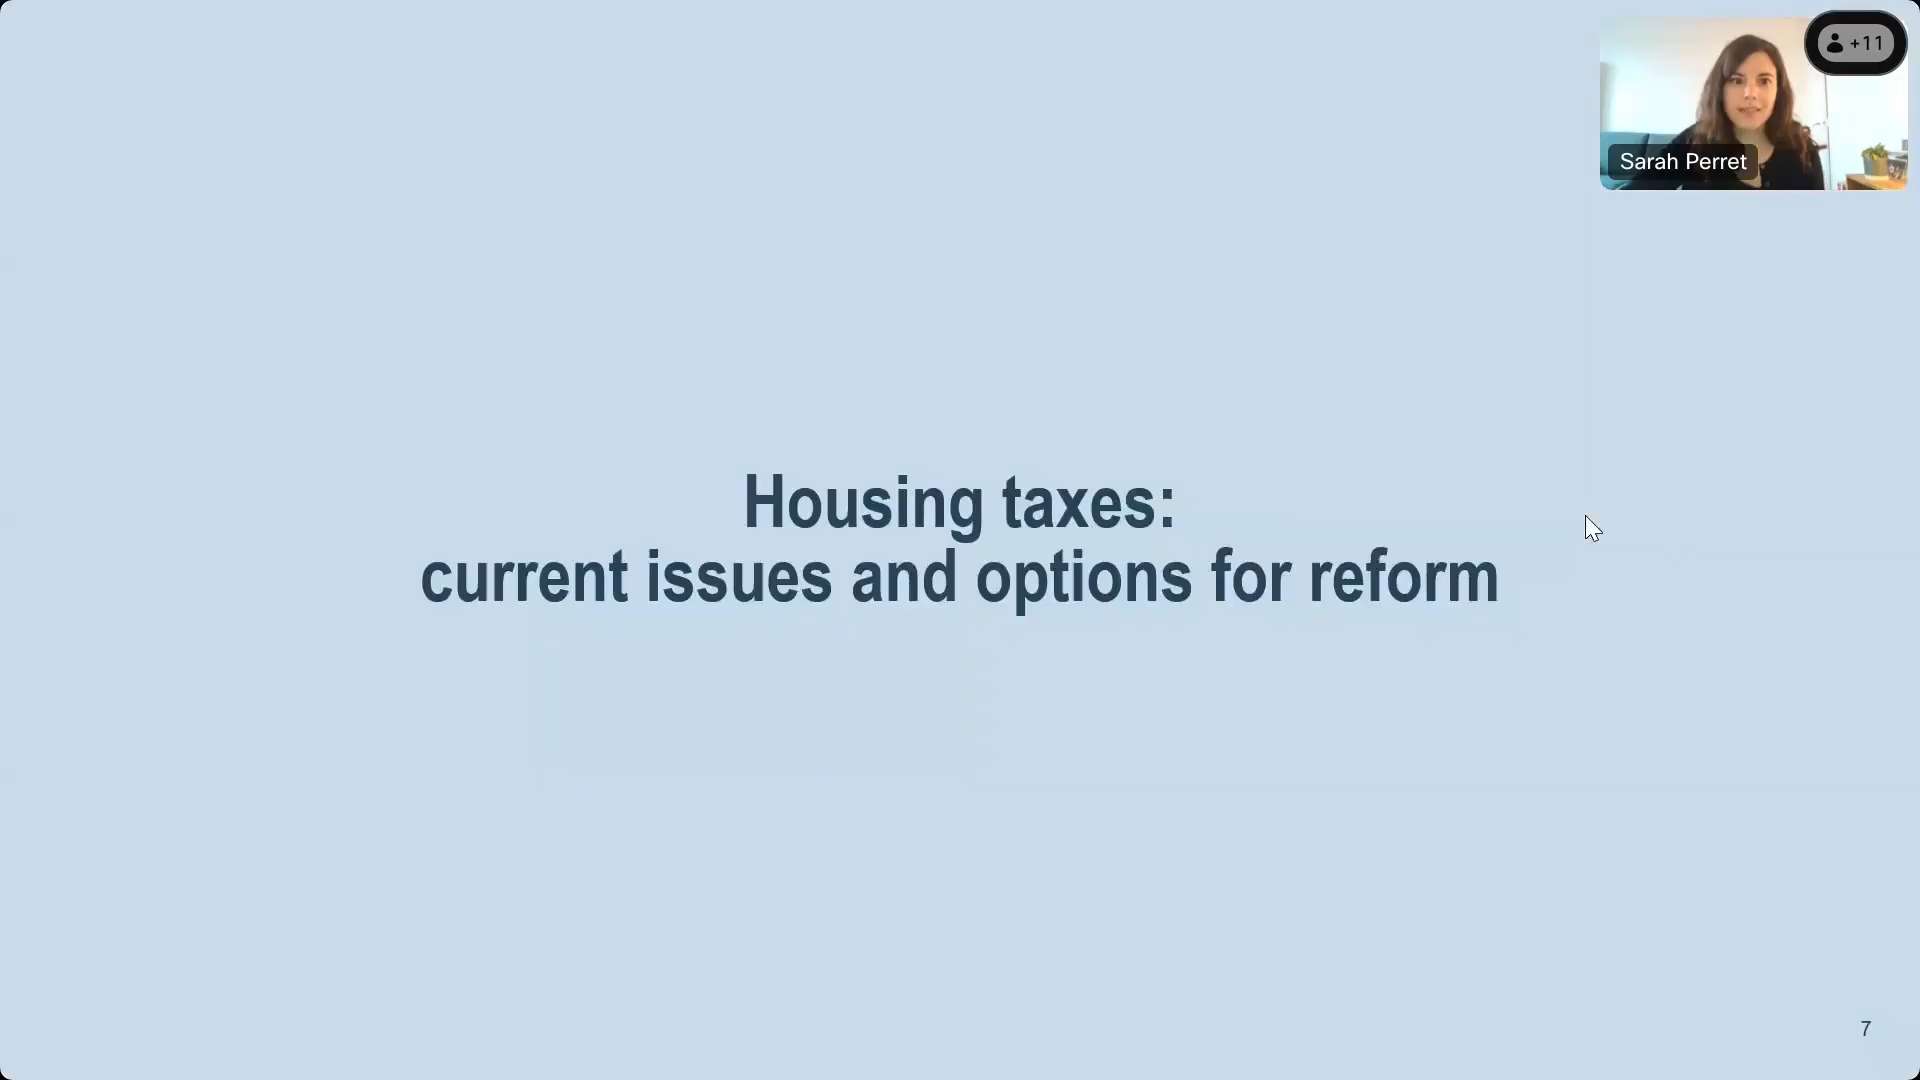 +11
Sarah Perret
Housing taxes:
current issues and options for reform
7